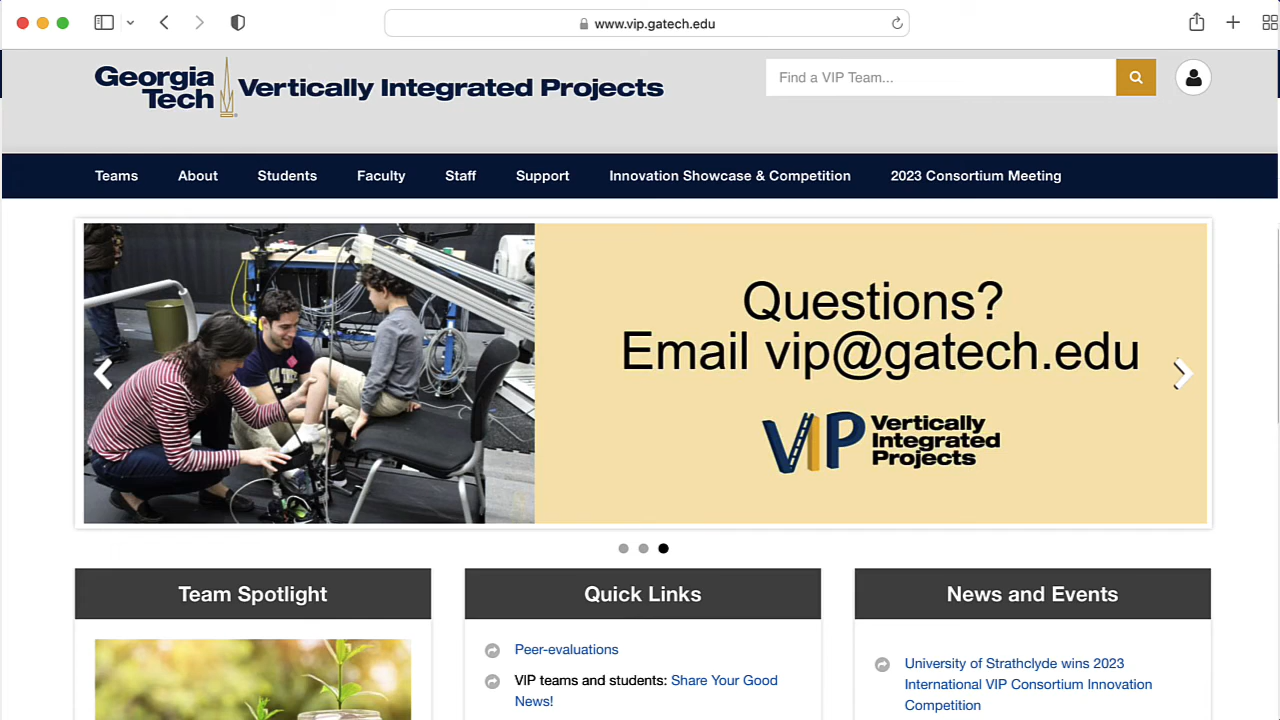 www.vip.gatech.edu
Georgia Tech Vertically Integrated Projects
Find a VIP Team...
Teams About Students Faculty Staff Support Innovation Showcase & Competition 2023 Consortium Meeting
Questions?
Email vip@gatech.edu
VIP
Vertically
Integrated
Projects
Team Spotlight
Quick Links
Peer-evaluations
VIP teams and students: Share Your Good
News!
News and Events
University of Strathclyde wins 2023
International VIP Consortium Innovation
Competition